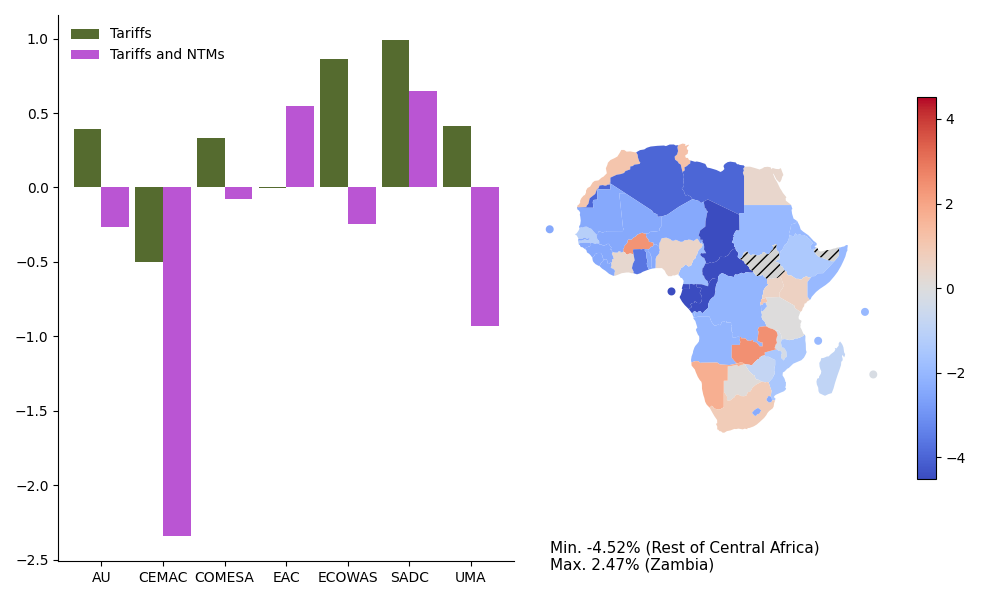 Tariffs
Tariffs and NTMs
1.0
0.5
0.0
−0.5
−1.0
−1.5
−2.0
−2.5
AU CEMAC COMESA EAC ECOWAS SADC UMA
4
2
0
−2
−4
Min. -4.52% (Rest of Central Africa)
Max. 2.47% (Zambia)